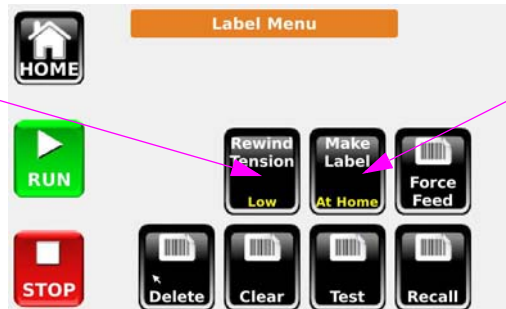 Label Menu
HOME
RUN
Rewind
Tension
Low
Make
Label
At Home
Force
Feed
STOP
Delete
Clear
Test
Recall